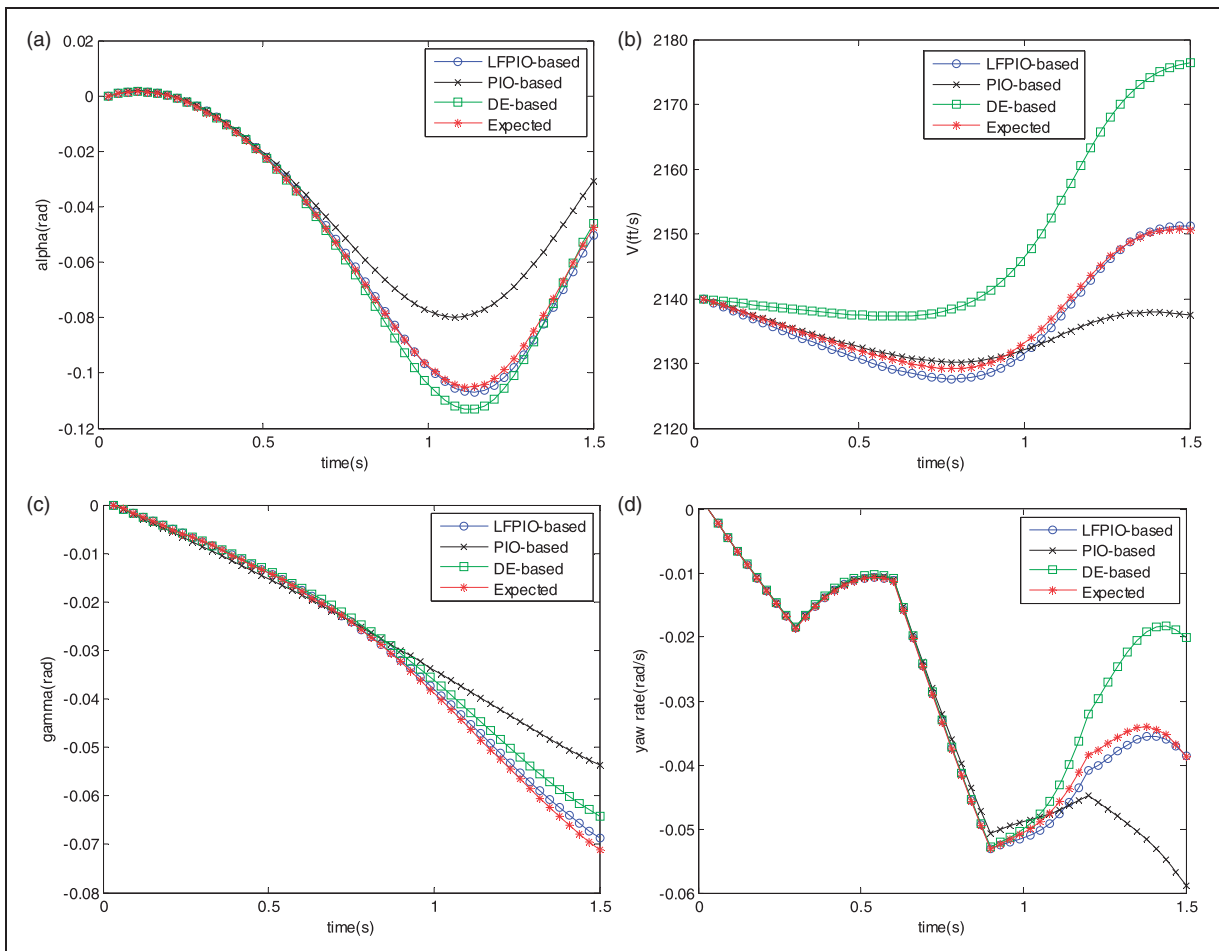 (a)
0.02
0
-0.02
-0.04
-0.06
-0.08
-0.1
-0.12
alpha(rad)
0
0.5
1
1.5
time(s)
LFPIO-based
PIO-based
DE-based
Expected
(b)
2180
2170
2160
2150
2140
2130
2120
V(ft/s)
0
0.5
1
1.5
time(s)
LFPIO-based
PIO-based
DE-based
Expected
(c)
0
-0.01
-0.02
-0.03
-0.04
-0.05
-0.06
-0.07
-0.08
gamma(rad)
0
0.5
1
1.5
time(s)
LFPIO-based
PIO-based
DE-based
Expected
(d)
0
-0.01
-0.02
-0.03
-0.04
-0.05
-0.06
yaw rate(rad/s)
0
0.5
1
1.5
time(s)
LFPIO-based
PIO-based
DE-based
Expected